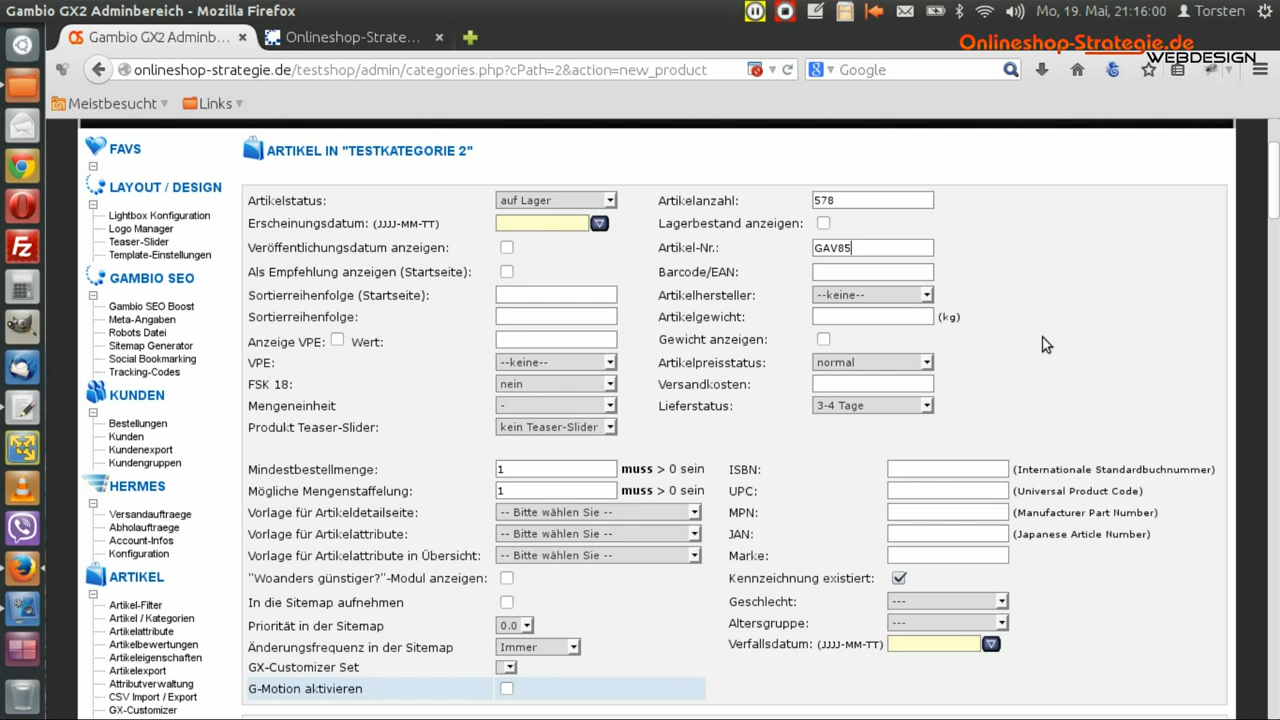 Gambio GX2 Adminbereich - Mozilla Firefox
Mo, 19. Mai, 21:16:00 Torsten
Gambio GX2 Adminb...
Onlineshop-Strate...
Onlineshop-Strategie.de
WEBDESIGN
onlineshop-strategie.de/testshop/admin/categories.php?cPath=2&action=new_product
Google
Meistbesucht
Links
FAVS
LAYOUT / DESIGN
Lightbox Konfiguration
Logo Manager
Teaser-Slider
Template-Einstellungen
GAMBIO SEO
Gambio SEO Boost
Meta-Angaben
Robots Datei
Sitemap Generator
Social Bookmarking
Tracking-Codes
KUNDEN
Bestellungen
Kunden
Kundenexport
Kundengruppen
HERMES
Versandauftraege
Abholauftraege
Account-Infos
Konfiguration
ARTIKEL
Artikel-Filter
Artikel / Kategorien
Artikelattribute
Artikelbewertungen
Artikeleigenschaften
Artikelexport
Attributverwaltung
CSV Import / Export
GX-Customizer
ARTIKEL IN "TESTKATEGORIE 2"
Artikelstatus: auf Lager
Erscheinungsdatum: (JJJJ-MM-TT)
Veröffentlichungsdatum anzeigen:
Als Empfehlung anzeigen (Startseite):
Sortierreihenfolge (Startseite):
Sortierreihenfolge:
Anzeige VPE: Wert:
VPE: --keine--
FSK 18: nein
Mengeneinheit -
Produkt Teaser-Slider: kein Teaser-Slider
Artikelanzahl: 578
Lagerbestand anzeigen:
Artikel-Nr.: GAV85
Barcode/EAN:
Artikelhersteller: --keine--
Artikelgewicht: (kg)
Gewicht anzeigen:
Artikelpreisstatus: normal
Versandkosten:
Lieferstatus: 3-4 Tage
Mindestbestellmenge: 1 muss > 0 sein
Mögliche Mengenstaffelung: 1 muss > 0 sein
Vorlage für Artikeldetailseite: -- Bitte wählen Sie --
Vorlage für Artikelattribute: -- Bitte wählen Sie --
Vorlage für Artikelattribute in Übersicht: -- Bitte wählen Sie --
"Woanders günstiger?"-Modul anzeigen:
In die Sitemap aufnehmen
Priorität in der Sitemap 0.0
Änderungsfrequenz in der Sitemap Immer
GX-Customizer Set
G-Motion aktivieren
ISBN: (Internationale Standardbuchnummer)
UPC: (Universal Product Code)
MPN: (Manufacturer Part Number)
JAN: (Japanese Article Number)
Marke:
Kennzeichnung existiert:
Geschlecht: ---
Altersgruppe: ---
Verfallsdatum: (JJJJ-MM-TT)